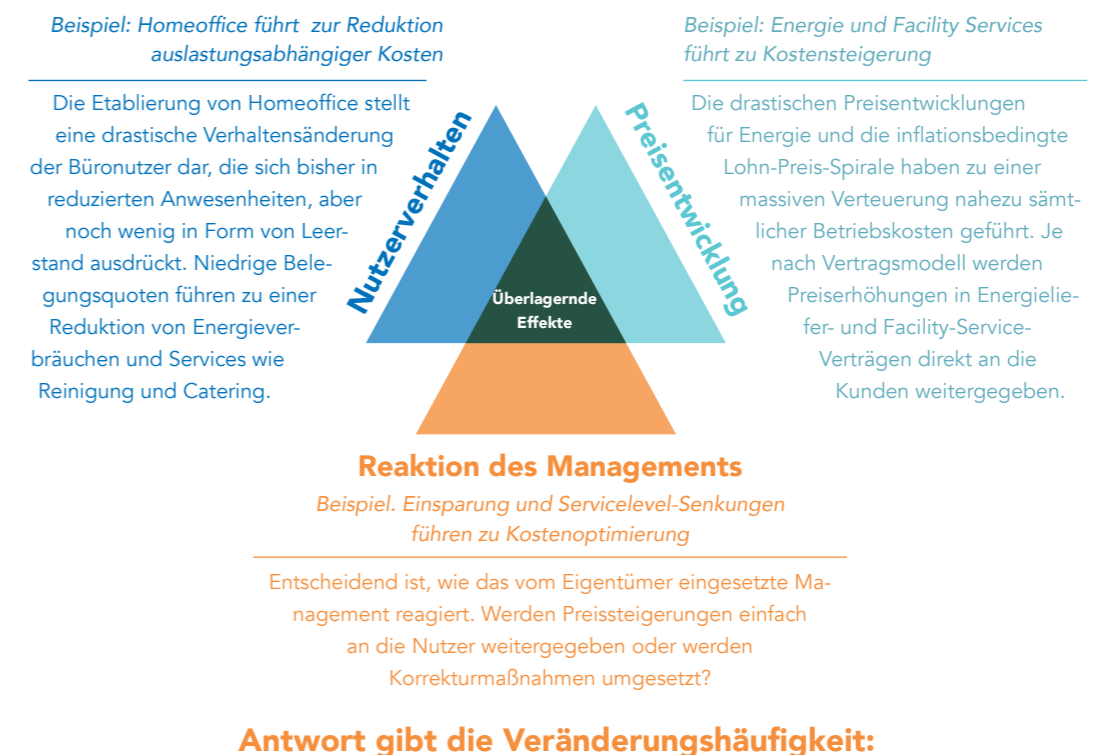 Beispiel: Homeoffice führt zur Reduktion
auslastungsabhängiger Kosten
Die Etablierung von Homeoffice stellt
eine drastische Verhaltensänderung
der Büronutzer dar, die sich bisher in
reduzierten Anwesenheiten, aber
noch wenig in Form von Leer-
stand ausdrückt. Niedrige Bele-
gungsquoten führen zu einer
Reduktion von Energiever-
bräuchen und Services wie
Reinigung und Catering.
Nutzerverhalten
Überlagernde
Effekte
Preisentwicklung
Beispiel: Energie und Facility Services
führt zu Kostensteigerung
Die drastischen Preisentwicklungen
für Energie und die inflationsbedingte
Lohn-Preis-Spirale haben zu einer
massiven Verteuerung nahezu sämt-
licher Betriebskosten geführt. Je
nach Vertragsmodell werden
Preiserhöhungen in Energielie-
fer- und Facility-Service-
Verträgen direkt an die
Kunden weitergegeben.
Reaktion des Managements
Beispiel. Einsparung und Servicelevel-Senkungen
führen zu Kostenoptimierung
Entscheidend ist, wie das vom Eigentümer eingesetzte Ma-
nagement reagiert. Werden Preissteigerungen einfach
an die Nutzer weitergegeben oder werden
Korrekturmaßnahmen umgesetzt?
Antwort gibt die Veränderungshäufigkeit: